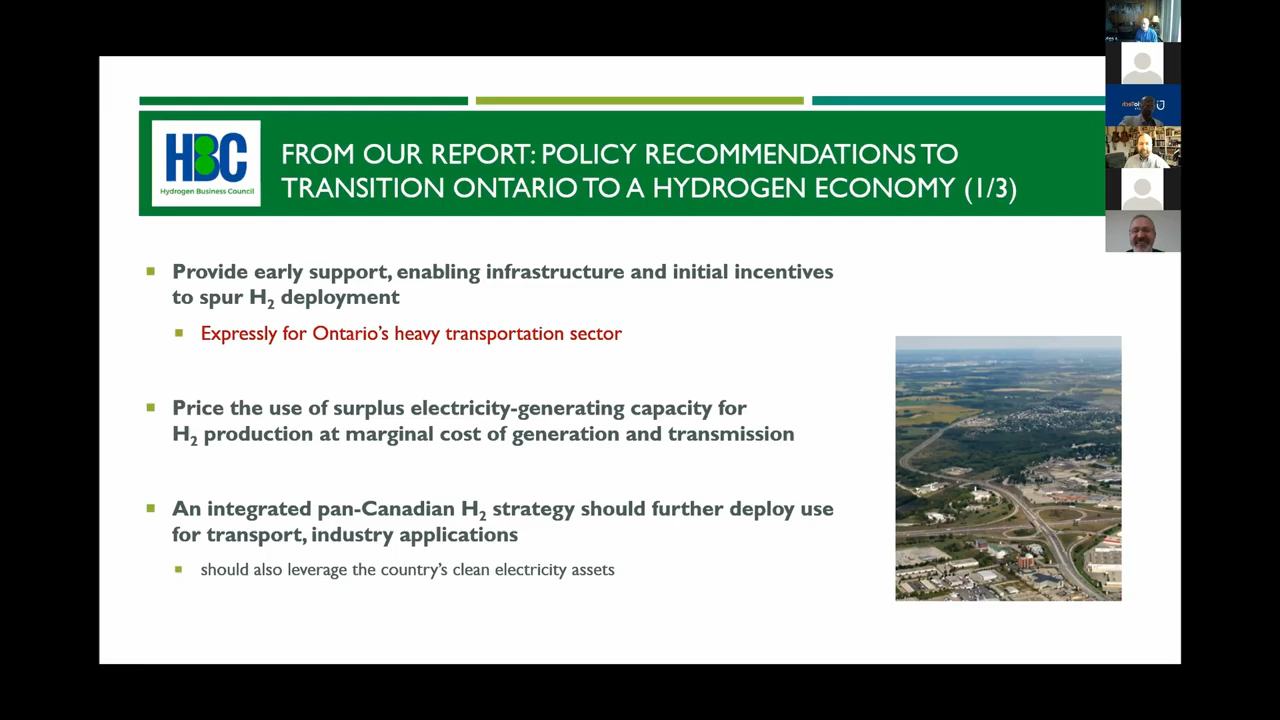 HBC
Hydrogen Business Council
FROM OUR REPORT: POLICY RECOMMENDATIONS TO
TRANSITION ONTARIO TO A HYDROGEN ECONOMY (1/3)
Provide early support, enabling infrastructure and initial incentives
to spur H₂ deployment
Expressly for Ontario’s heavy transportation sector
Price the use of surplus electricity-generating capacity for
H₂ production at marginal cost of generation and transmission
An integrated pan-Canadian H₂ strategy should further deploy use
for transport, industry applications
should also leverage the country’s clean electricity assets